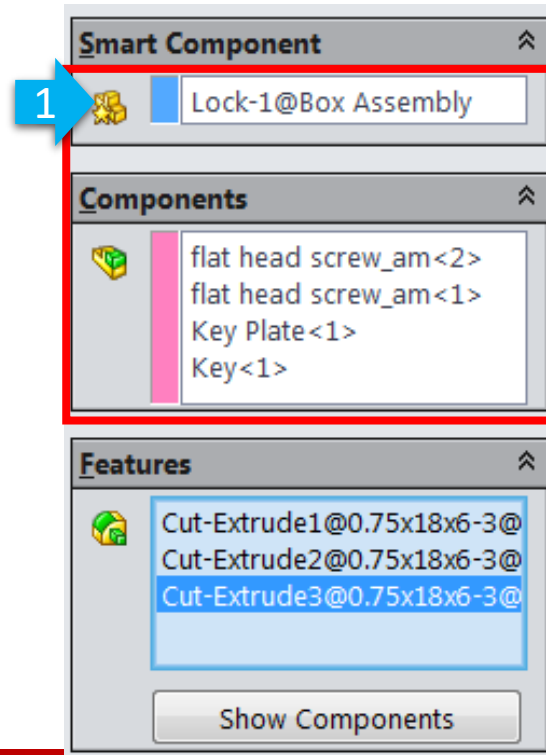 Smart Component
1
Lock-1@Box Assembly
Components
flat head screw_am<2>
flat head screw_am<1>
Key Plate<1>
Key<1>
Features
Cut-Extrude1@0.75x18x6-3@
Cut-Extrude2@0.75x18x6-3@
Cut-Extrude3@0.75x18x6-3@
Show Components